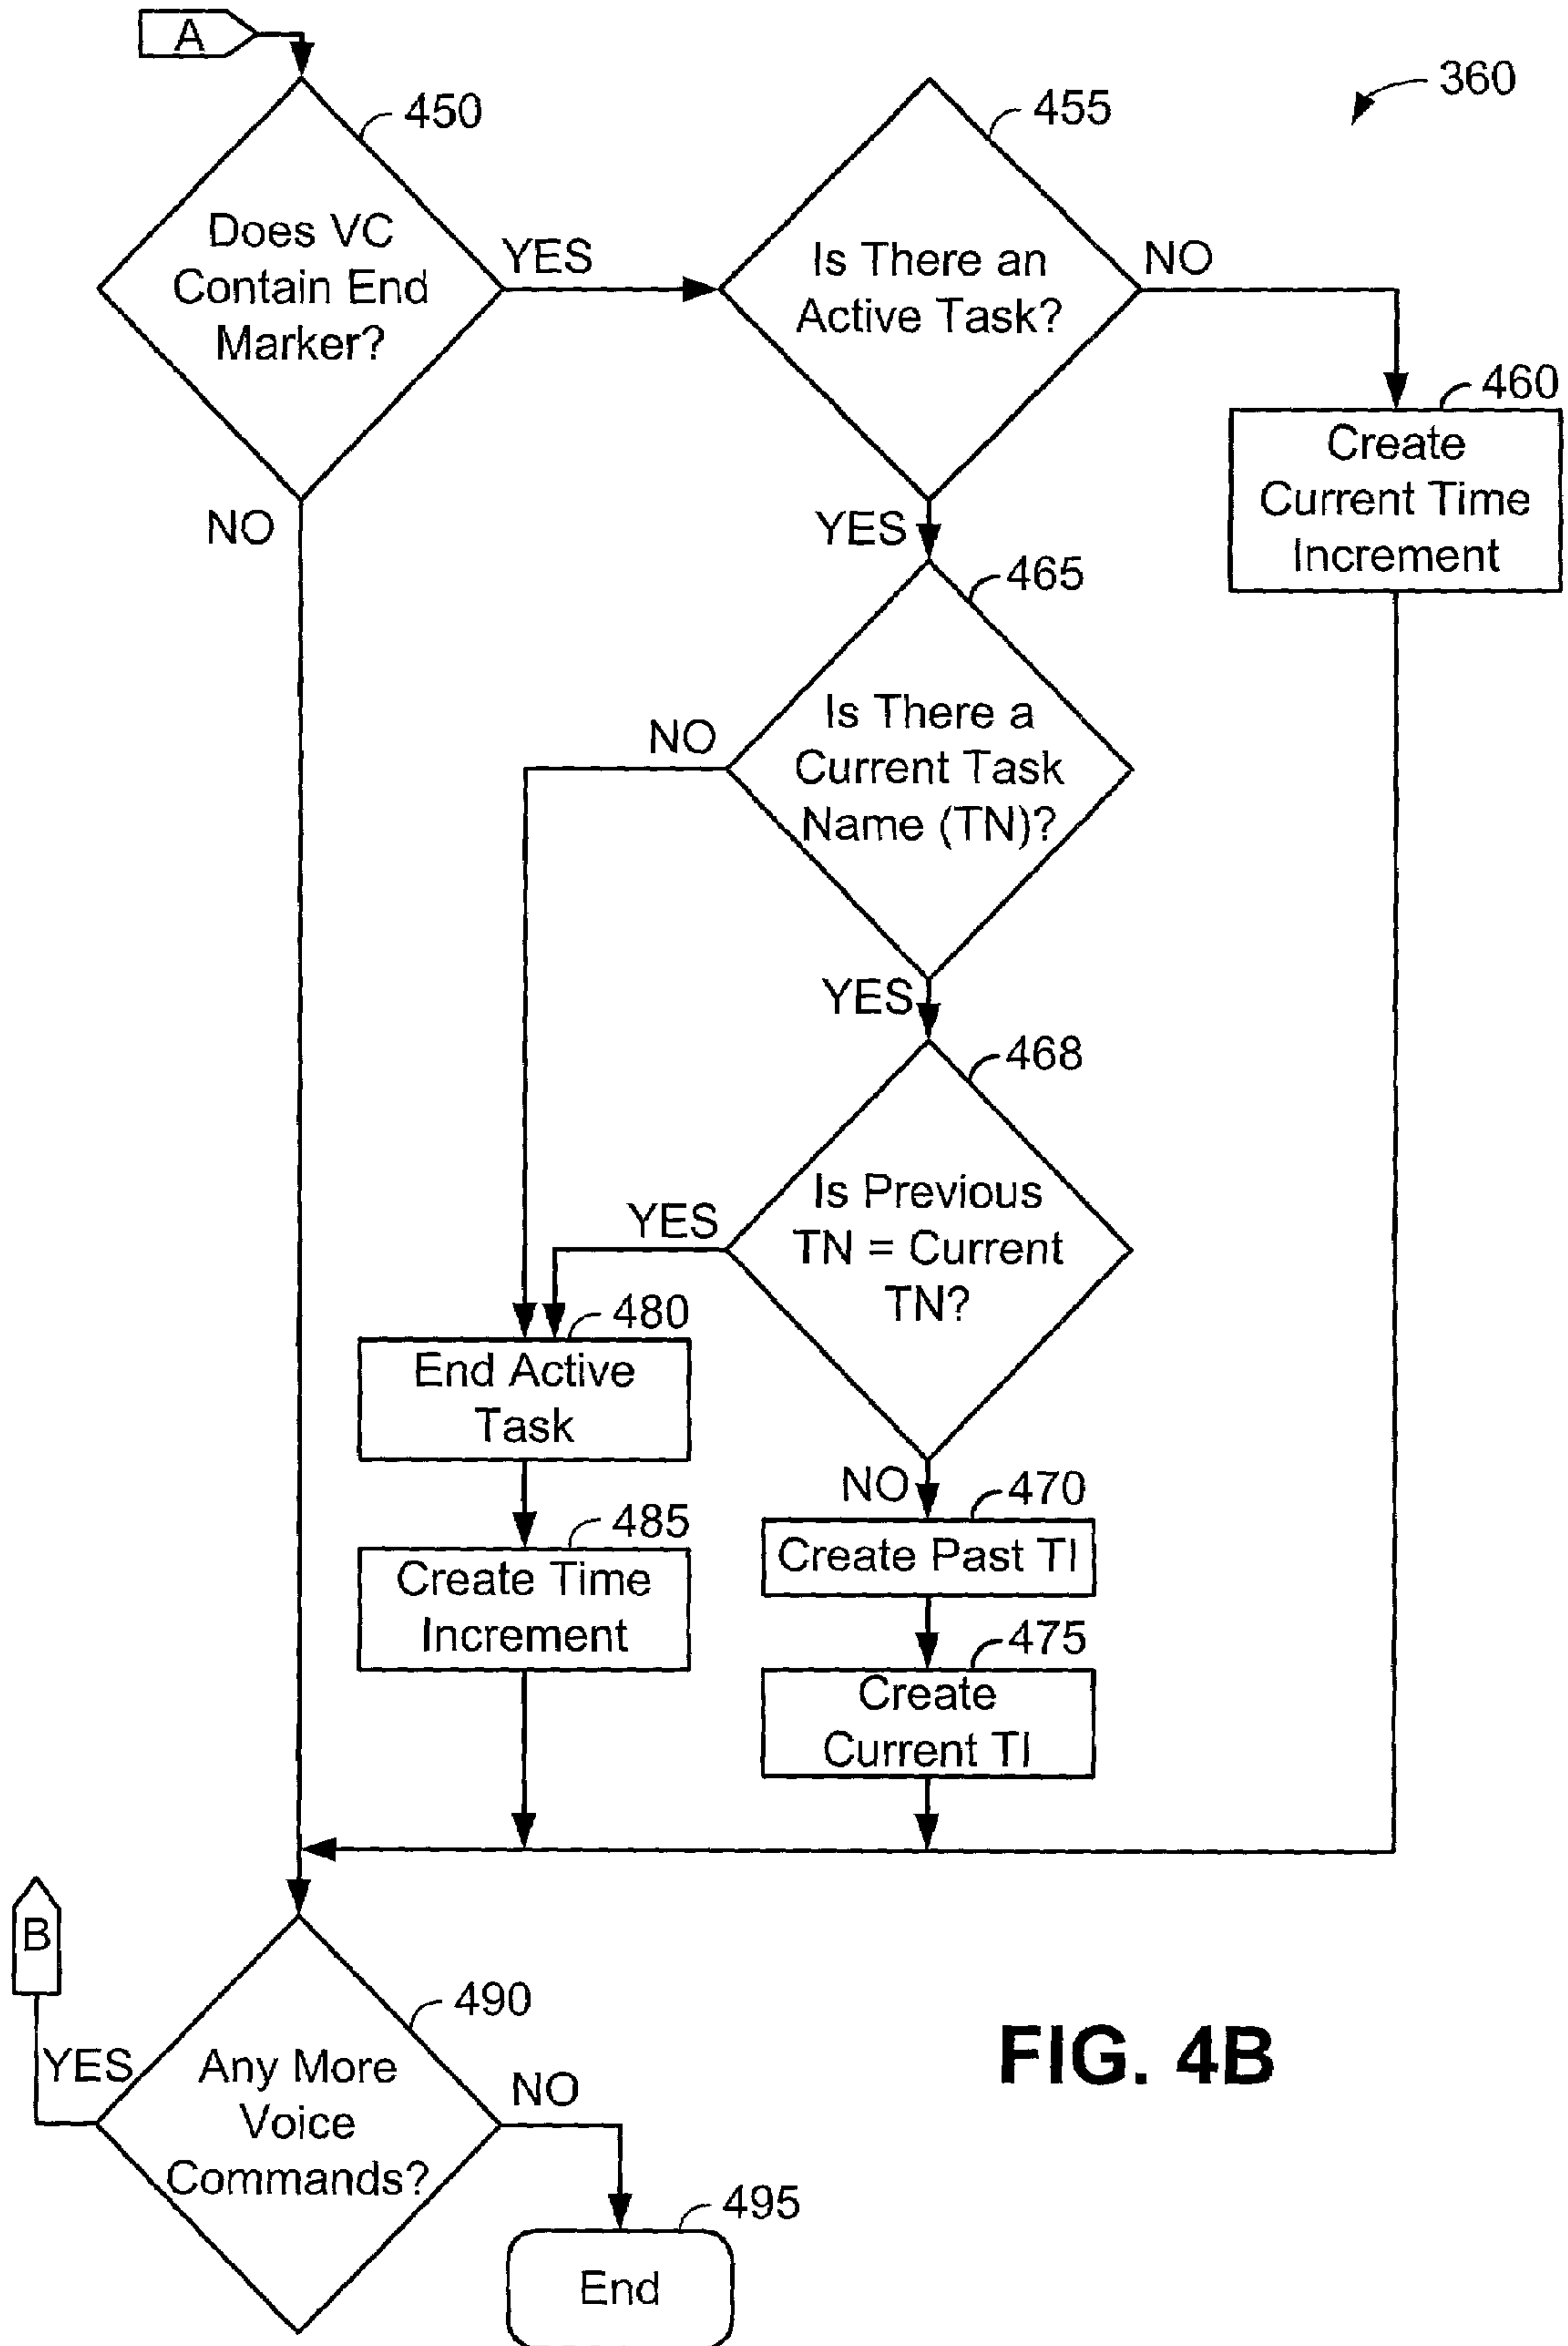 A
360
450
Does VC
Contain End
Marker?
YES
NO
455
Is There an
Active Task?
NO
YES
460
Create
Current Time
Increment
465
Is There a
Current Task
Name (TN)?
NO
YES
468
Is Previous
TN = Current
TN?
YES
NO
480
End Active
Task
485
Create Time
Increment
470
Create Past TI
475
Create
Current TI
B
490
Any More
Voice
Commands?
YES
NO
495
End
FIG. 4B